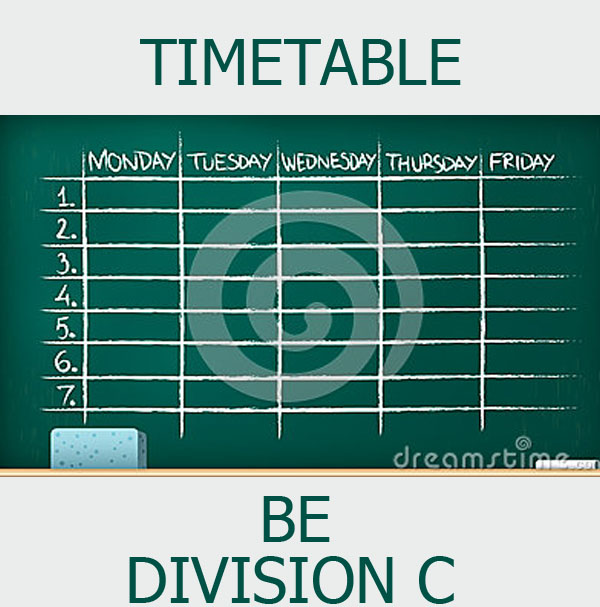 TIMETABLE
MONDAY TUESDAY WEDNESDAY THURSDAY FRIDAY
1.
2.
3.
4.
5.
6.
7.
dreamstime
BE
DIVISION C